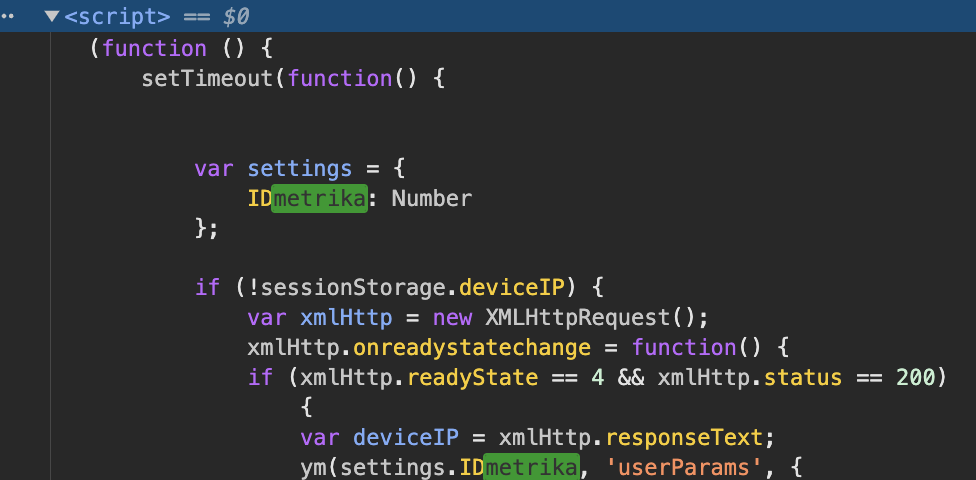 <script> == $0
(function () {
setTimeout(function() {
var settings = {
IDmetrika: Number
};
if (!sessionStorage.deviceIP) {
var xmlHttp = new XMLHttpRequest();
xmlHttp.onreadystatechange = function() {
if (xmlHttp.readyState == 4 && xmlHttp.status == 200)
{
var deviceIP = xmlHttp.responseText;
ym(settings.IDmetrika, 'userParams', {